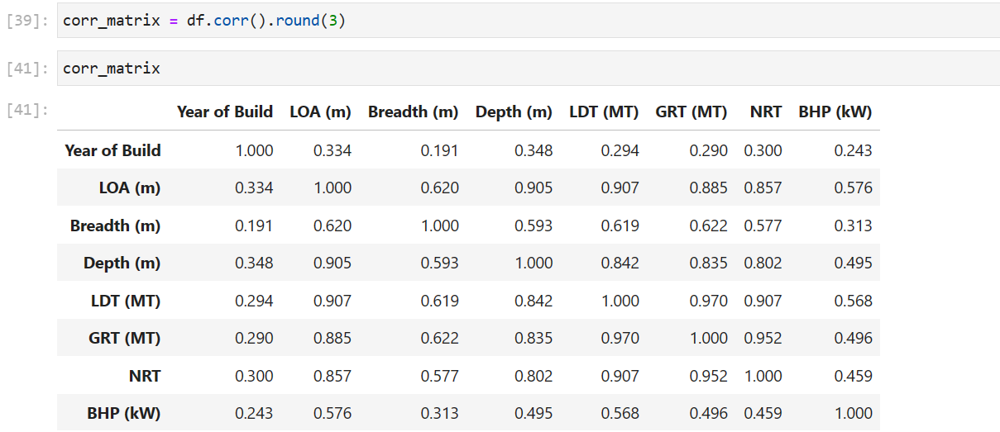 [39]: corr_matrix = df.corr().round(3)
[41]: corr_matrix
[41]:
Year of Build LOA (m) Breadth (m) Depth (m) LDT (MT) GRT (MT) NRT BHP (kW)
Year of Build 1.000 0.334 0.191 0.348 0.294 0.290 0.300 0.243
LOA (m) 0.334 1.000 0.620 0.905 0.907 0.885 0.857 0.576
Breadth (m) 0.191 0.620 1.000 0.593 0.619 0.622 0.577 0.313
Depth (m) 0.348 0.905 0.593 1.000 0.842 0.835 0.802 0.495
LDT (MT) 0.294 0.907 0.619 0.842 1.000 0.970 0.907 0.568
GRT (MT) 0.290 0.885 0.622 0.835 0.970 1.000 0.952 0.496
NRT 0.300 0.857 0.577 0.802 0.907 0.952 1.000 0.459
BHP (kW) 0.243 0.576 0.313 0.495 0.568 0.496 0.459 1.000